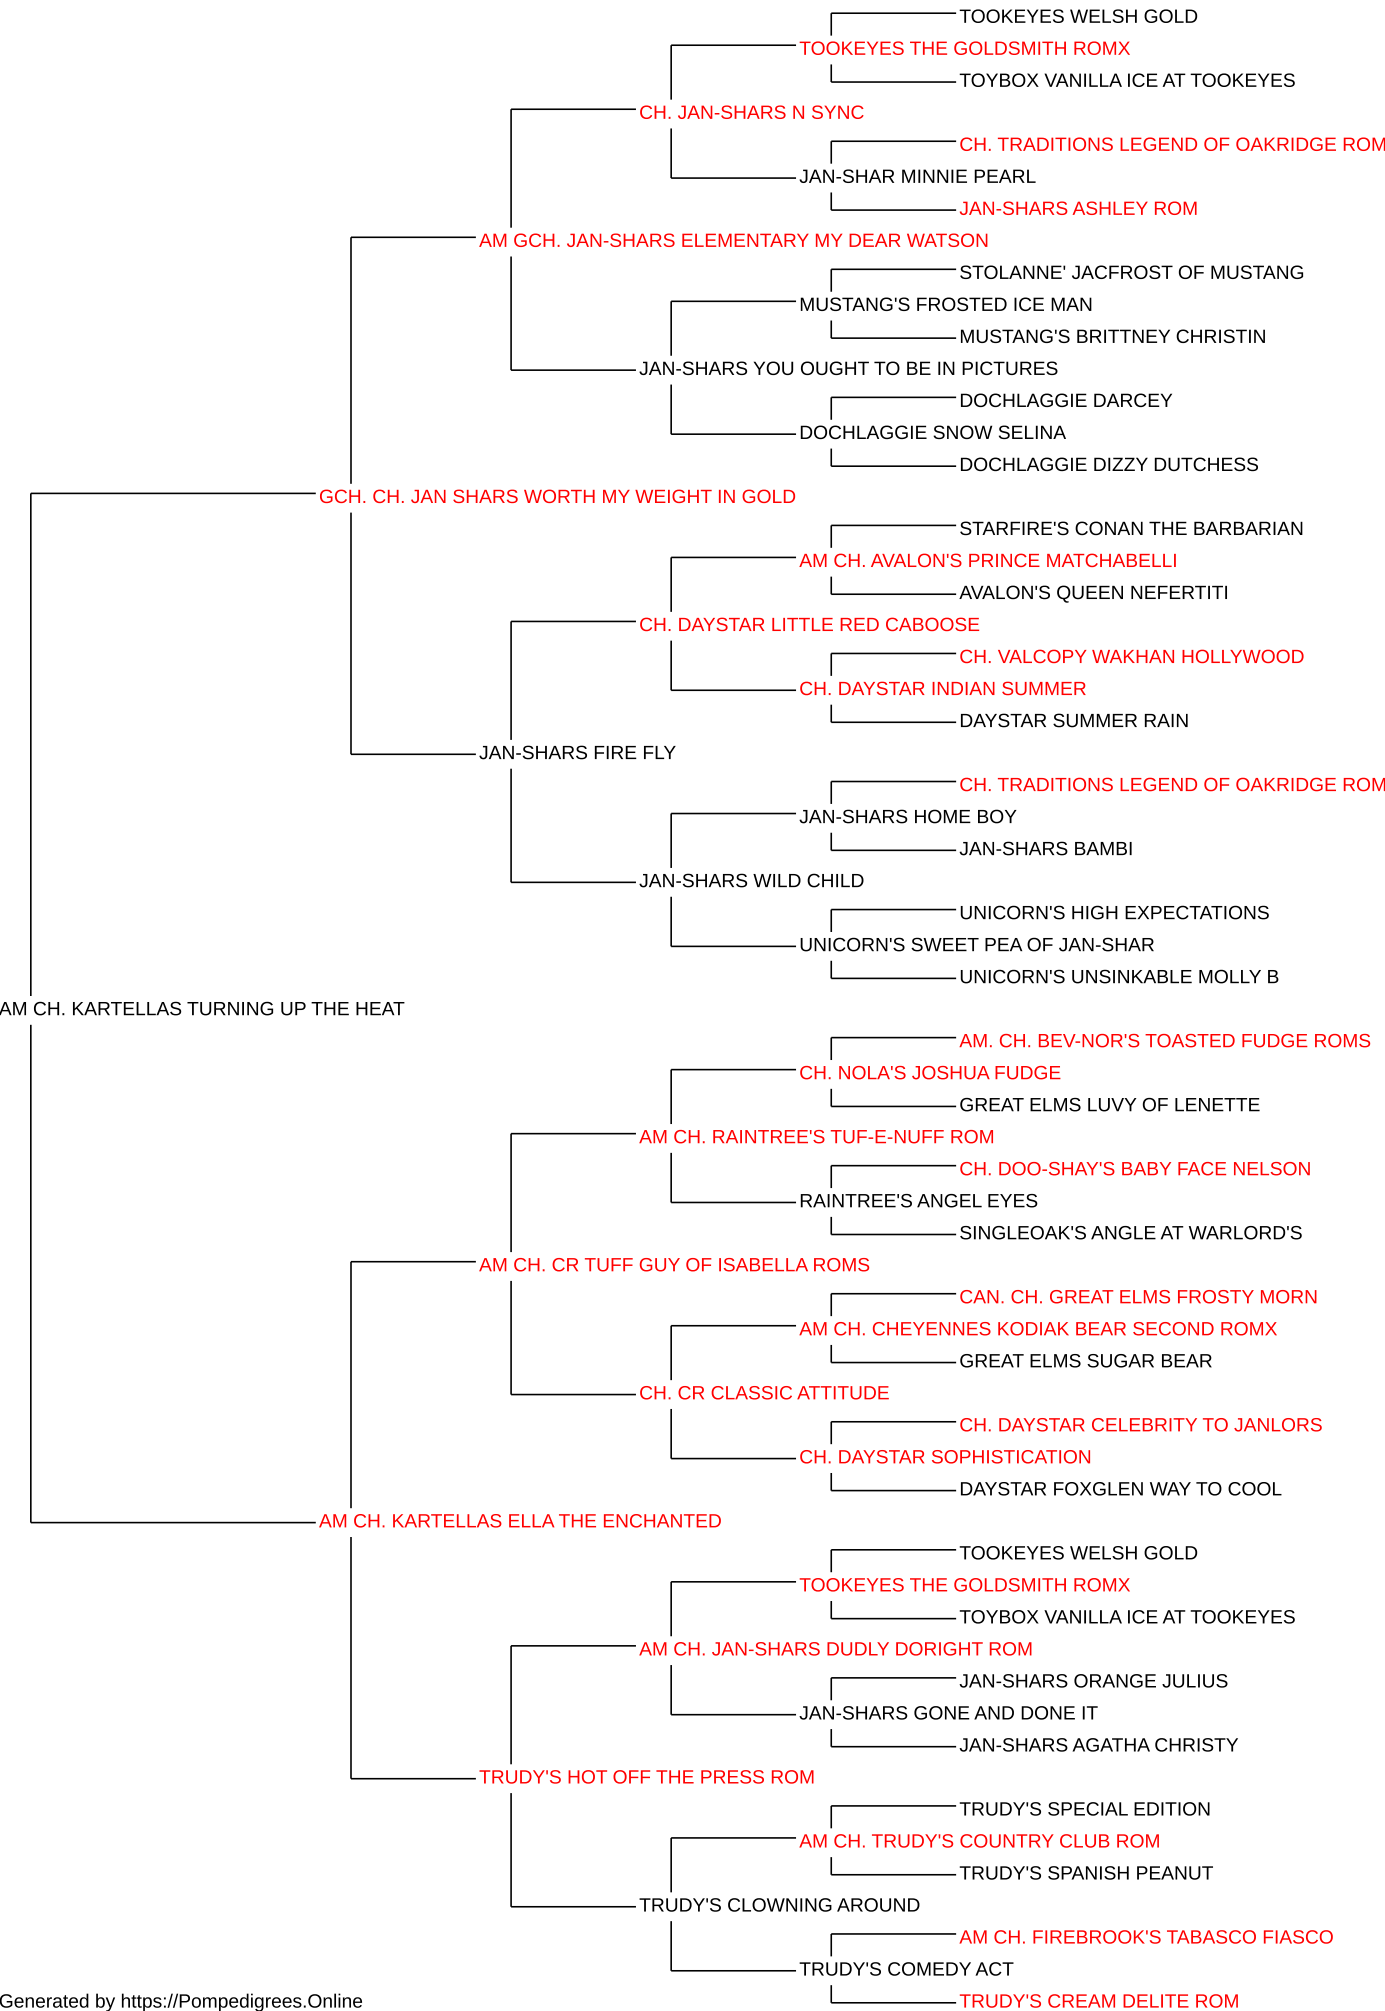 TOOKEYES WELSH GOLD
TOOKEYES THE GOLDSMITH ROMX
TOYBOX VANILLA ICE AT TOOKEYES
CH. JAN-SHARS N SYNC
CH. TRADITIONS LEGEND OF OAKRIDGE ROM
JAN-SHAR MINNIE PEARL
JAN-SHARS ASHLEY ROM
AM GCH. JAN-SHARS ELEMENTARY MY DEAR WATSON
STOLANNE' JACFROST OF MUSTANG
MUSTANG'S FROSTED ICE MAN
MUSTANG'S BRITTNEY CHRISTIN
JAN-SHARS YOU OUGHT TO BE IN PICTURES
DOCHLAGGIE DARCEY
DOCHLAGGIE SNOW SELINA
DOCHLAGGIE DIZZY DUTCHESS
GCH. CH. JAN SHARS WORTH MY WEIGHT IN GOLD
STARFIRE'S CONAN THE BARBARIAN
AM CH. AVALON'S PRINCE MATCHABELLI
AVALON'S QUEEN NEFERTITI
CH. DAYSTAR LITTLE RED CABOOSE
CH. VALCOPY WAKHAN HOLLYWOOD
CH. DAYSTAR INDIAN SUMMER
DAYSTAR SUMMER RAIN
JAN-SHARS FIRE FLY
CH. TRADITIONS LEGEND OF OAKRIDGE ROM
JAN-SHARS HOME BOY
JAN-SHARS BAMBI
JAN-SHARS WILD CHILD
UNICORN'S HIGH EXPECTATIONS
UNICORN'S SWEET PEA OF JAN-SHAR
UNICORN'S UNSINKABLE MOLLY B
AM CH. KARTELLAS TURNING UP THE HEAT
AM. CH. BEV-NOR'S TOASTED FUDGE ROMS
CH. NOLA'S JOSHUA FUDGE
GREAT ELMS LUVY OF LENETTE
AM CH. RAINTREE'S TUF-E-NUFF ROM
CH. DOO-SHAY'S BABY FACE NELSON
RAINTREE'S ANGEL EYES
SINGLEOAK'S ANGLE AT WARLORD'S
AM CH. CR TUFF GUY OF ISABELLA ROMS
CAN. CH. GREAT ELMS FROSTY MORN
AM CH. CHEYENNES KODIAK BEAR SECOND ROMX
GREAT ELMS SUGAR BEAR
CH. CR CLASSIC ATTITUDE
CH. DAYSTAR CELEBRITY TO JANLORS
CH. DAYSTAR SOPHISTICATION
DAYSTAR FOXGLEN WAY TO COOL
AM CH. KARTELLAS ELLA THE ENCHANTED
TOOKEYES WELSH GOLD
TOOKEYES THE GOLDSMITH ROMX
TOYBOX VANILLA ICE AT TOOKEYES
AM CH. JAN-SHARS DUDLY DORIGHT ROM
JAN-SHARS ORANGE JULIUS
JAN-SHARS GONE AND DONE IT
JAN-SHARS AGATHA CHRISTY
TRUDY'S HOT OFF THE PRESS ROM
TRUDY'S SPECIAL EDITION
AM CH. TRUDY'S COUNTRY CLUB ROM
TRUDY'S SPANISH PEANUT
TRUDY'S CLOWNING AROUND
AM CH. FIREBROOK'S TABASCO FIASCO
TRUDY'S COMEDY ACT
TRUDY'S CREAM DELITE ROM
Generated by https://Pompedigrees.Online